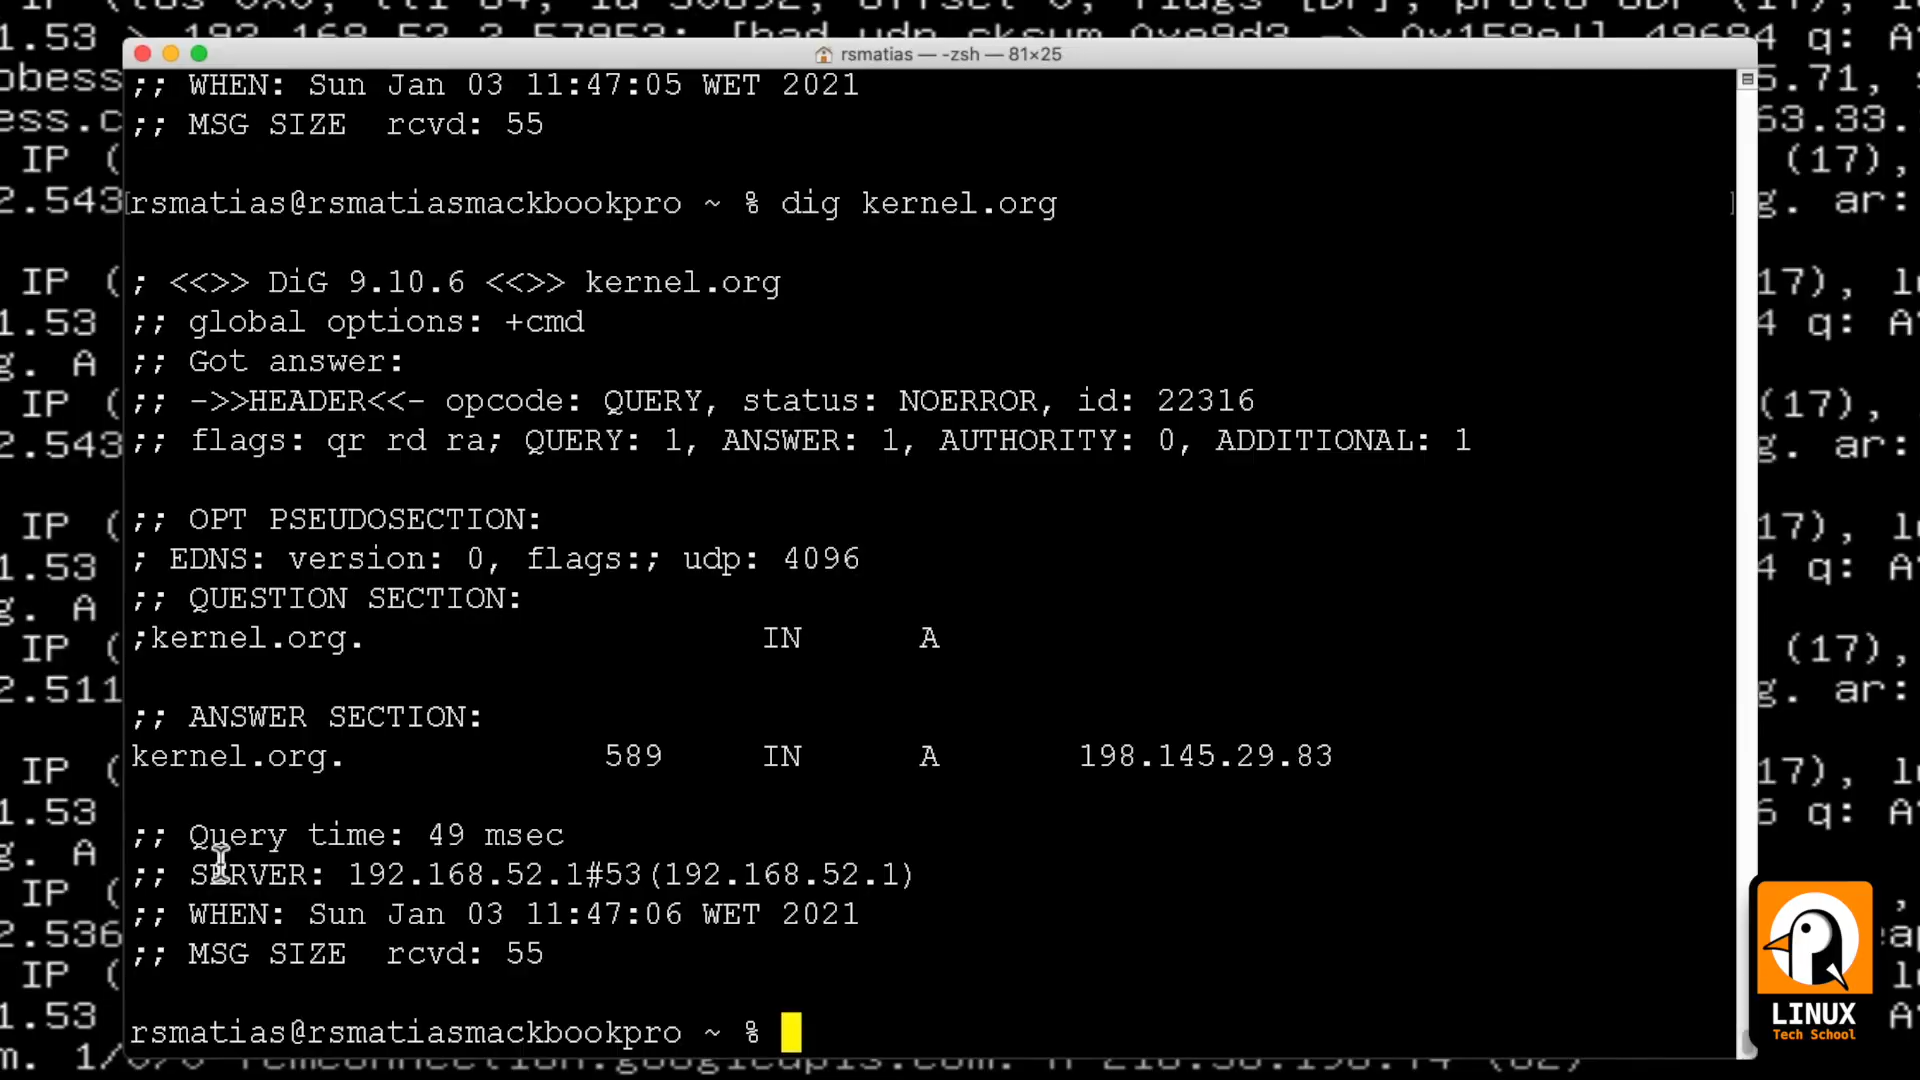 rsmatias — -zsh — 81×25
;; WHEN: Sun Jan 03 11:47:05 WET 2021
;; MSG SIZE  rcvd: 55
rsmatias@rsmatiasmackbookpro ~ % dig kernel.org
; <<>> DiG 9.10.6 <<>> kernel.org
;; global options: +cmd
;; Got answer:
;; ->>HEADER<<- opcode: QUERY, status: NOERROR, id: 22316
;; flags: qr rd ra; QUERY: 1, ANSWER: 1, AUTHORITY: 0, ADDITIONAL: 1
;; OPT PSEUDOSECTION:
; EDNS: version: 0, flags:; udp: 4096
;; QUESTION SECTION:
;kernel.org. IN A
;; ANSWER SECTION:
kernel.org. 589 IN A 198.145.29.83
;; Query time: 49 msec
;; SERVER: 192.168.52.1#53(192.168.52.1)
;; WHEN: Sun Jan 03 11:47:06 WET 2021
;; MSG SIZE  rcvd: 55
rsmatias@rsmatiasmackbookpro ~ %
LINUX
Tech School